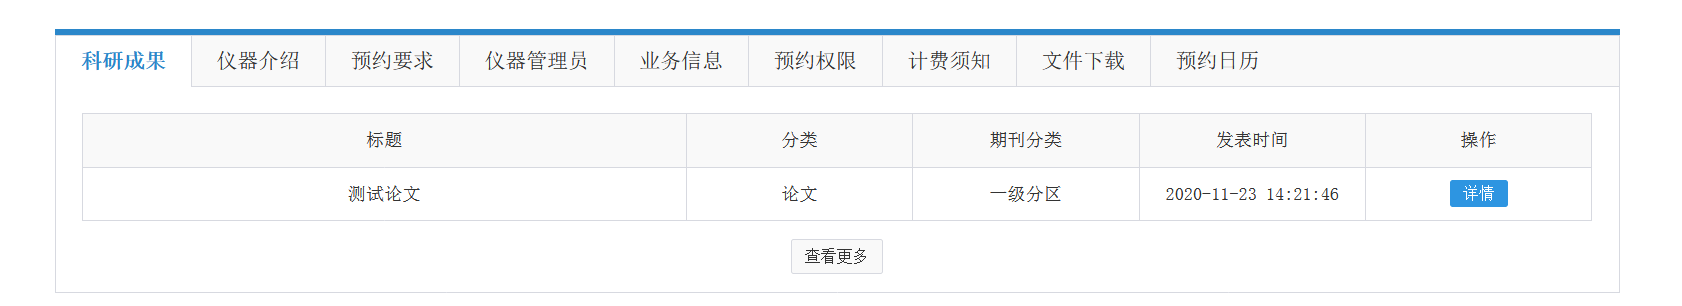 科研成果 仪器介绍 预约要求 仪器管理员 业务信息 预约权限 计费须知 文件下载 预约日历
标题 分类 期刊分类 发表时间 操作
测试论文 论文 一级分区 2020-11-23 14:21:46 详情
查看更多